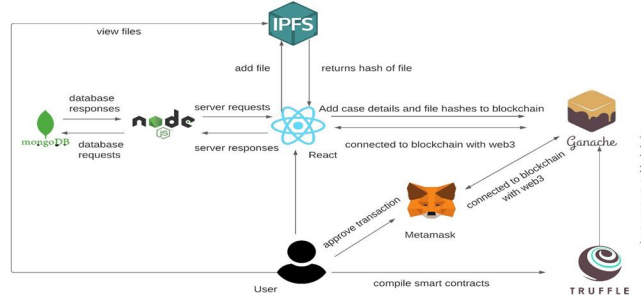 IPFS
view files
add file
returns hash of file
database
responses
server requests
Add case details and file hashes to blockchain
node
JS
mongoDB
database
requests
server responses
connected to blockchain with web3
Ganache
React
approve transaction
connected to blockchain
with web3
Metamask
User
compile smart contracts
TRUFFLE